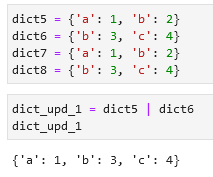 dict5 = {'a': 1, 'b': 2}
dict6 = {'b': 3, 'c': 4}
dict7 = {'a': 1, 'b': 2}
dict8 = {'b': 3, 'c': 4}
dict_upd_1 = dict5 | dict6
dict_upd_1
{'a': 1, 'b': 3, 'c': 4}